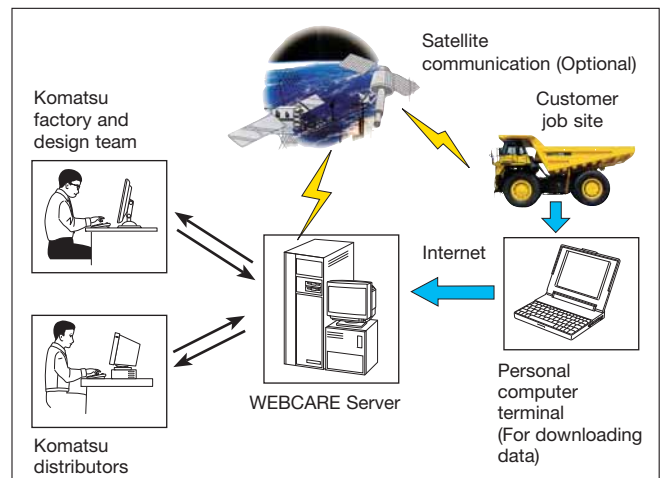 Satellite
communication (Optional)
Komatsu
factory and
design team
Customer
job site
Internet
WEBCARE Server
Personal
computer
terminal
(For downloading
data)
Komatsu
distributors